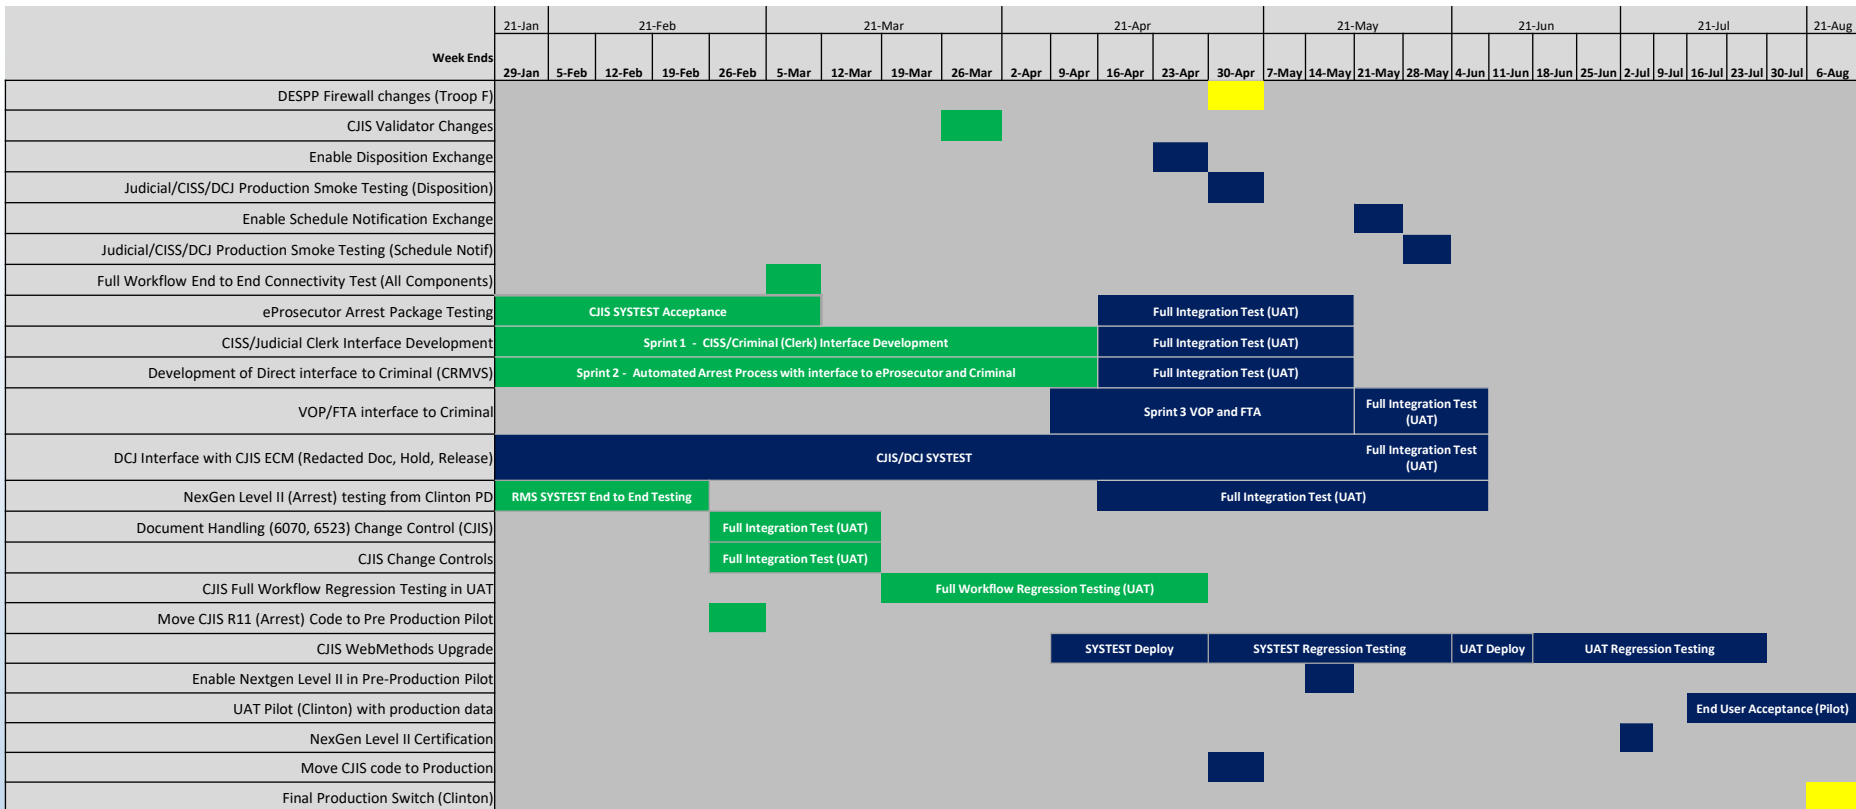 21-Jan 21-Feb 21-Mar 21-Apr 21-May 21-Jun 21-Jul 21-Aug
Week Ends
29-Jan 5-Feb 12-Feb 19-Feb 26-Feb 5-Mar 12-Mar 19-Mar 26-Mar 2-Apr 9-Apr 16-Apr 23-Apr 30-Apr 7-May 14-May 21-May 28-May 4-Jun 11-Jun 18-Jun 25-Jun 2-Jul 9-Jul 16-Jul 23-Jul 30-Jul 6-Aug
DESPP Firewall changes (Troop F)
CJIS Validator Changes
Enable Disposition Exchange
Judicial/CISS/DCJ Production Smoke Testing (Disposition)
Enable Schedule Notification Exchange
Judicial/CISS/DCJ Production Smoke Testing (Schedule Notif)
Full Workflow End to End Connectivity Test (All Components)
eProsecutor Arrest Package Testing CJIS SYSTEST Acceptance Full Integration Test (UAT)
CISS/Judicial Clerk Interface Development Sprint 1 - CISS/Criminal (Clerk) Interface Development Full Integration Test (UAT)
Development of Direct interface to Criminal (CRMVS) Sprint 2 - Automated Arrest Process with interface to eProsecutor and Criminal Full Integration Test (UAT)
VOP/FTA interface to Criminal Sprint 3 VOP and FTA Full Integration Test
(UAT)
DCJ Interface with CJIS ECM (Redacted Doc, Hold, Release) CJIS/DCJ SYSTEST Full Integration Test
(UAT)
NexGen Level II (Arrest) testing from Clinton PD RMS SYSTEST End to End Testing Full Integration Test (UAT)
Document Handling (6070, 6523) Change Control (CJIS) Full Integration Test (UAT)
CJIS Change Controls Full Integration Test (UAT)
CJIS Full Workflow Regression Testing in UAT Full Workflow Regression Testing (UAT)
Move CJIS R11 (Arrest) Code to Pre Production Pilot
CJIS WebMethods Upgrade SYSTEST Deploy SYSTEST Regression Testing UAT Deploy UAT Regression Testing
Enable Nextgen Level II in Pre-Production Pilot
UAT Pilot (Clinton) with production data End User Acceptance (Pilot)
NexGen Level II Certification
Move CJIS code to Production
Final Production Switch (Clinton)